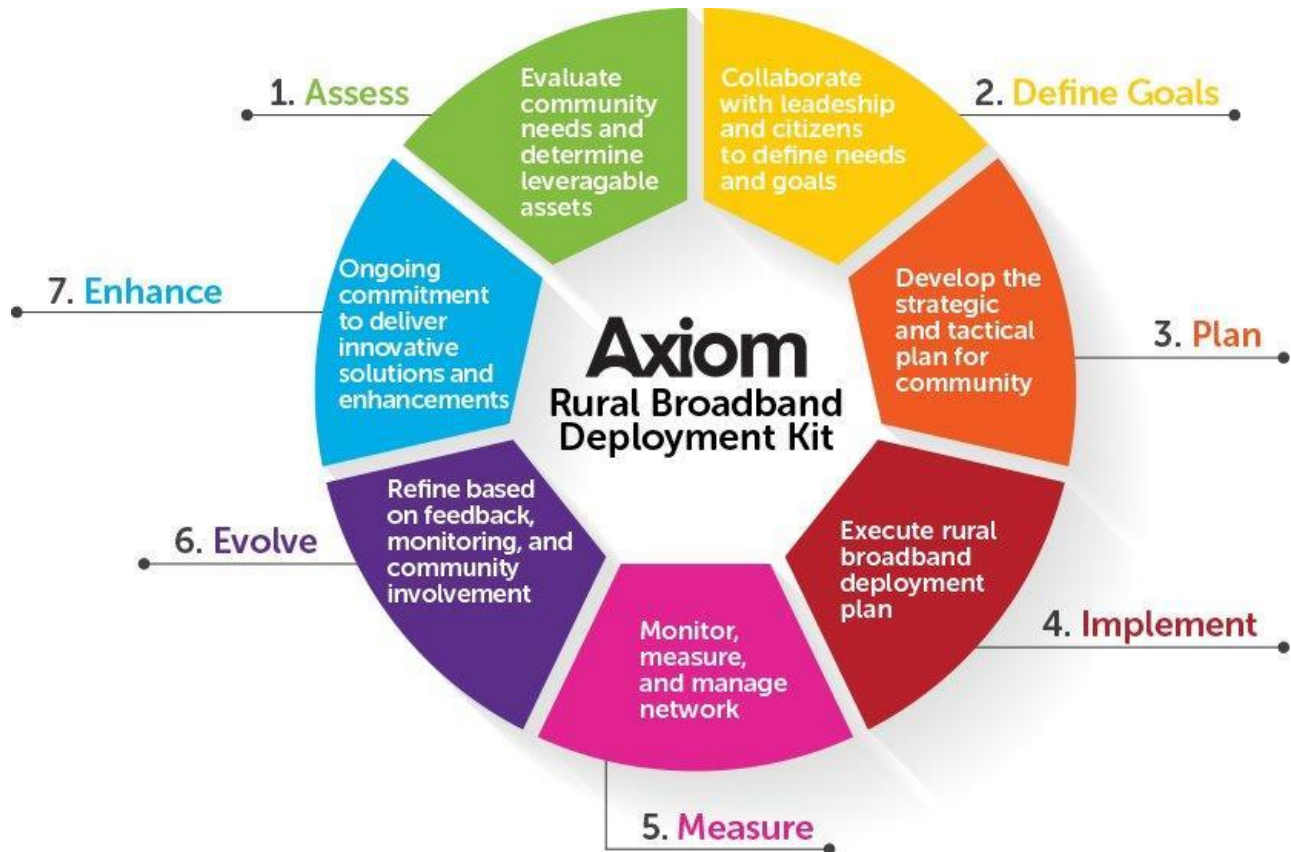 1. Assess
Evaluate
community
needs and
determine
leveragable
assets
2. Define Goals
Collaborate
with leadeship
and citizens
to define needs
and goals
3. Plan
Develop the
strategic
and tactical
plan for
community
4. Implement
Execute rural
broadband
deployment
plan
5. Measure
Monitor,
measure,
and manage
network
6. Evolve
Refine based
on feedback,
monitoring, and
community
involvement
7. Enhance
Ongoing
commitment
to deliver
innovative
solutions and
enhancements
Axiom
Rural Broadband
Deployment Kit